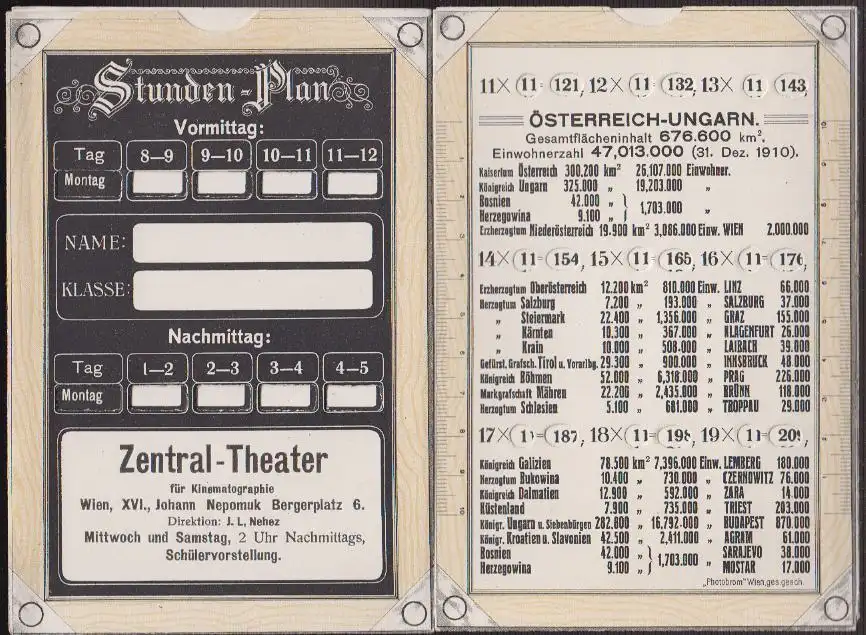 Stunden-Plan
Vormittag:
Tag 8—9 9—10 10—11 11—12
Montag
NAME:
KLASSE:
Nachmittag:
Tag 1—2 2—3 3—4 4—5
Montag
Zentral-Theater
für Kinematographie
Wien, XVI., Johann Nepomuk Bergerplatz 6.
Direktion: J. L, Nehez
Mittwoch und Samstag, 2 Uhr Nachmittags,
Schülervorstellung.
11× 11= 121, 12× 11= 132, 13× 11 143,
ÖSTERREICH-UNGARN.
Gesamtflächeninhalt 676.600 km².
Einwohnerzahl 47,013.000 (31. Dez. 1910).
Kaisertum Österreich 300.200 km² 26,107.000 Einwohner.
Königreich Ungarn 325.000 „ 19,203.000 „
Bosnien 42.000 „
Herzegowina 9.100 „ } 1,703.000 „
Erzherzogtum Niederösterreich 19.900 km² 3,086.000 Einw. WIEN 2.000.000
14× 11= 154, 15× 11= 165, 16× 11= 176,
Erzherzogtum Oberösterreich 12.200 km² 810.000 Einw. LINZ 66.000
Herzogtum Salzburg 7.200 „ 193.000 „ SALZBURG 37.000
„ Steiermark 22.400 „ 1,356.000 „ GRAZ 155.000
„ Kärnten 10.300 „ 367.000 „ KLAGENFURT 26.000
„ Krain 10.000 „ 508.000 „ LAIBACH 39.000
Gefürst. Grafsch. Tirol u. Vorarlbg. 29.300 „ 900.000 „ INNSBRUCK 48.000
Königreich Böhmen 52.000 „ 6,318.000 „ PRAG 226.000
Markgrafschaft Mähren 22.200 „ 2,435.000 „ BRÜNN 118.000
Herzogtum Schlesien 5.100 „ 681.000 „ TROPPAU 29.000
17× 11= 187, 18× 11= 198, 19× 11= 209,
Königreich Galizien 78.500 km² 7,396.000 Einw. LEMBERG 180.000
Herzogtum Bukowina 10.400 „ 730.000 „ CZERNOWITZ 76.000
Königreich Dalmatien 12.900 „ 592.000 „ ZARA 14.000
Küstenland 7.900 „ 735.000 „ TRIEST 203.000
Königr. Ungarn u. Siebenbürgen 282.800 „ 16,792.000 „ BUDAPEST 870.000
Königr. Kroatien u. Slavonien 42.500 „ 2,411.000 „ AGRAM 61.000
Bosnien 42.000 „ SARAJEVO 38.000
Herzegowina 9.100 „ } 1,703.000 „ MOSTAR 17.000
„Photobrom" Wien, ges. gesch.